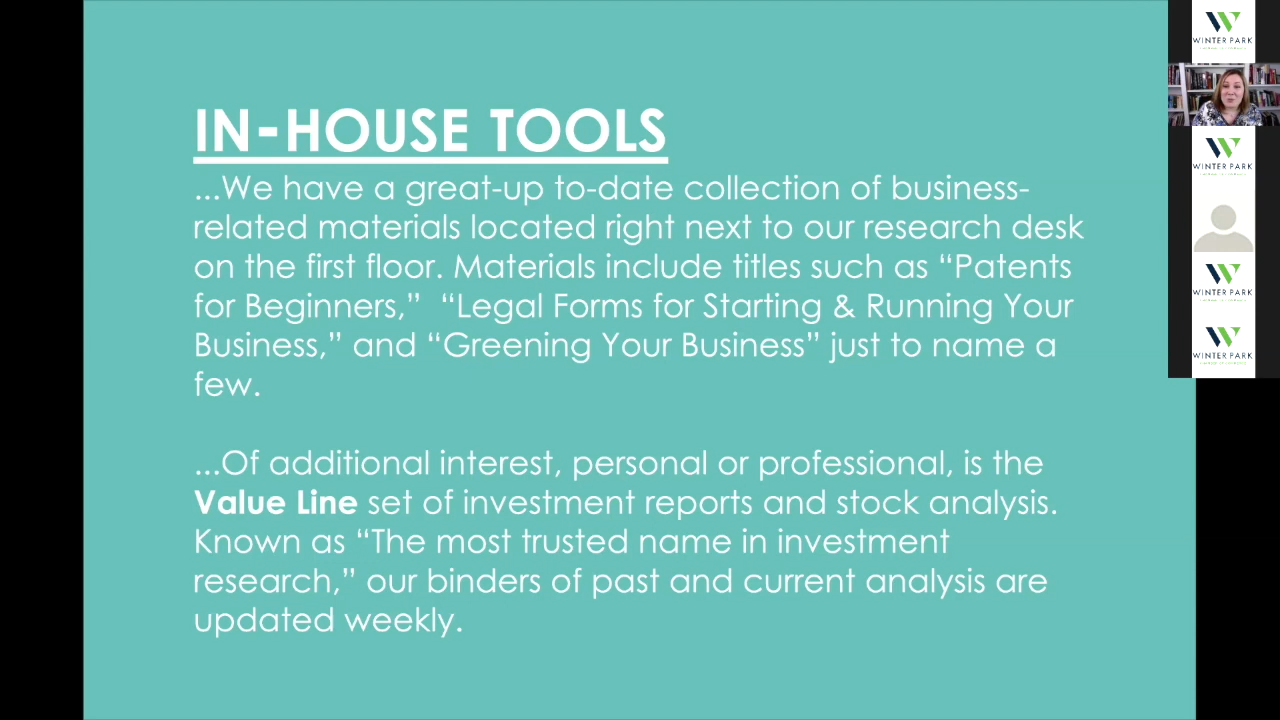 IN-HOUSE TOOLS
...We have a great-up to-date collection of business-
related materials located right next to our research desk
on the first floor. Materials include titles such as “Patents
for Beginners,”  “Legal Forms for Starting & Running Your
Business,” and “Greening Your Business” just to name a
few.
...Of additional interest, personal or professional, is the
Value Line set of investment reports and stock analysis.
Known as “The most trusted name in investment
research,” our binders of past and current analysis are
updated weekly.
WINTER PARK
WINTER PARK
WINTER PARK
WINTER PARK